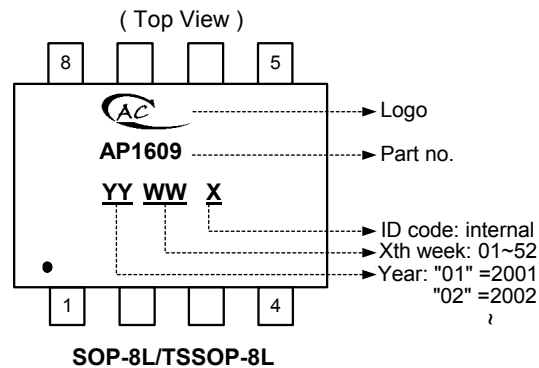 ( Top View )
8 5
AC
Logo
AP1609
Part no.
YY WW X
ID code: internal
Xth week: 01~52
Year: "01" =2001
"02" =2002
~
1 4
SOP-8L/TSSOP-8L